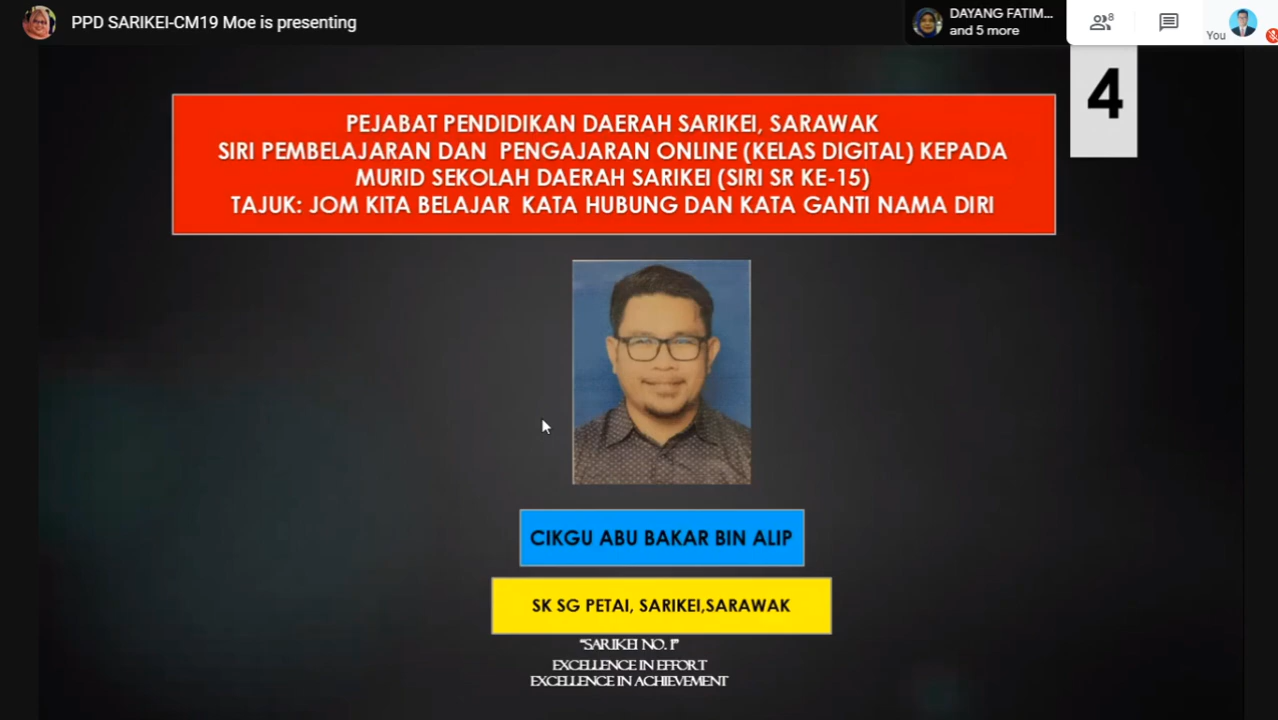 PPD SARIKEI-CM19 Moe is presenting
DAYANG FATIM...
and 5 more
8
You
4
PEJABAT PENDIDIKAN DAERAH SARIKEI, SARAWAK
SIRI PEMBELAJARAN DAN PENGAJARAN ONLINE (KELAS DIGITAL) KEPADA
MURID SEKOLAH DAERAH SARIKEI (SIRI SR KE-15)
TAJUK: JOM KITA BELAJAR KATA HUBUNG DAN KATA GANTI NAMA DIRI
CIKGU ABU BAKAR BIN ALIP
SK SG PETAI, SARIKEI,SARAWAK
"SARIKEI NO. 1"
EXCELLENCE IN EFFORT
EXCELLENCE IN ACHIEVEMENT